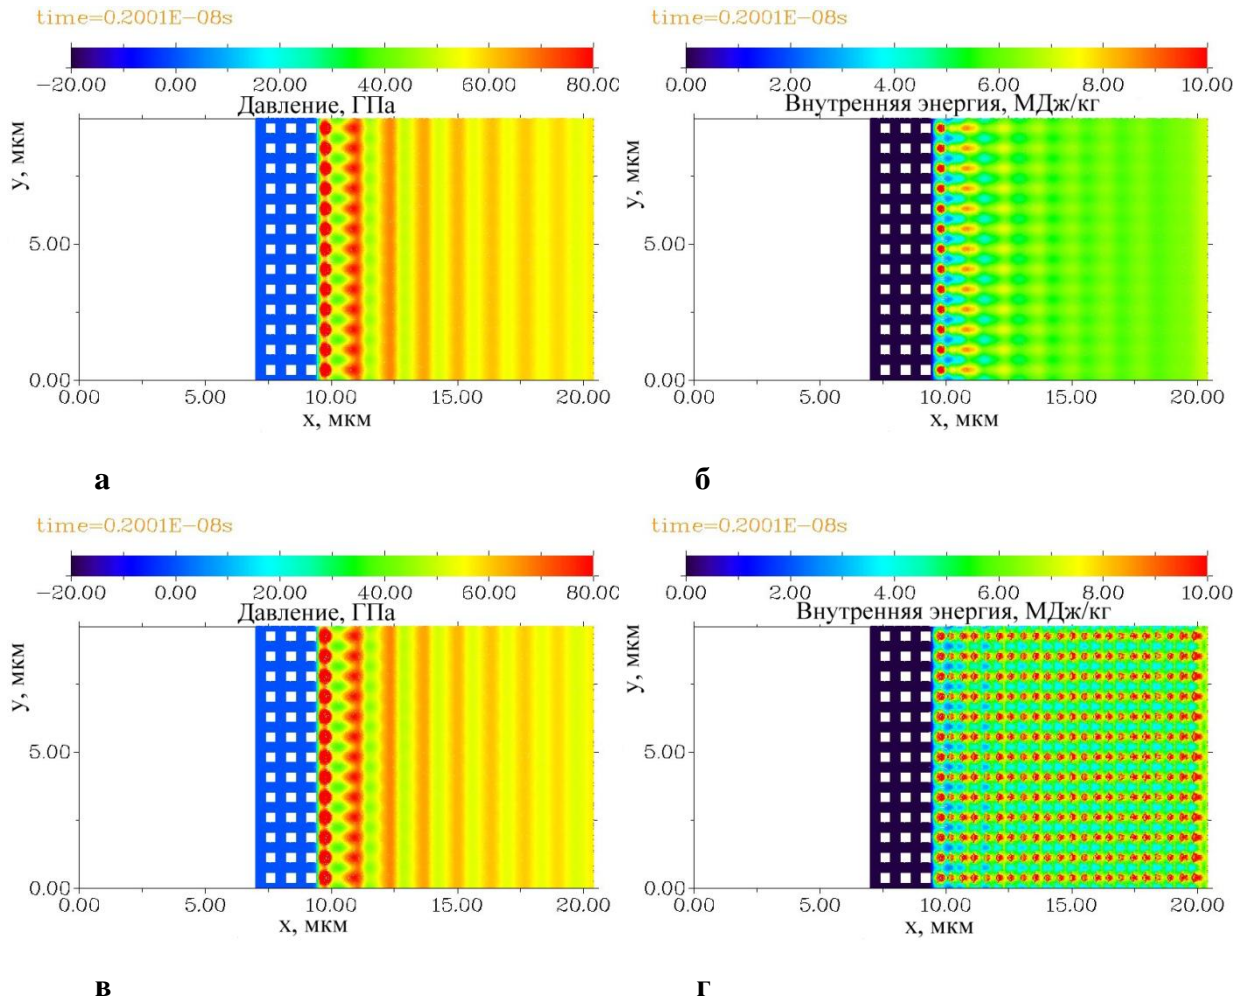 time=0.2001E−08s
time=0.2001E−08s
−20.00 0.00 20.00 40.00 60.00 80.00
0.00 2.00 4.00 6.00 8.00 10.00
Давление, ГПа
Внутренняя энергия, МДж/кг
y, мкм
y, мкм
5.00
5.00
0.00
0.00
0.00 5.00 10.00 15.00 20.00
0.00 5.00 10.00 15.00 20.00
x, мкм
x, мкм
а
б
time=0.2001E−08s
time=0.2001E−08s
−20.00 0.00 20.00 40.00 60.00 80.00
0.00 2.00 4.00 6.00 8.00 10.00
Давление, ГПа
Внутренняя энергия, МДж/кг
y, мкм
y, мкм
5.00
5.00
0.00
0.00
0.00 5.00 10.00 15.00 20.00
0.00 5.00 10.00 15.00 20.00
x, мкм
x, мкм
в
г